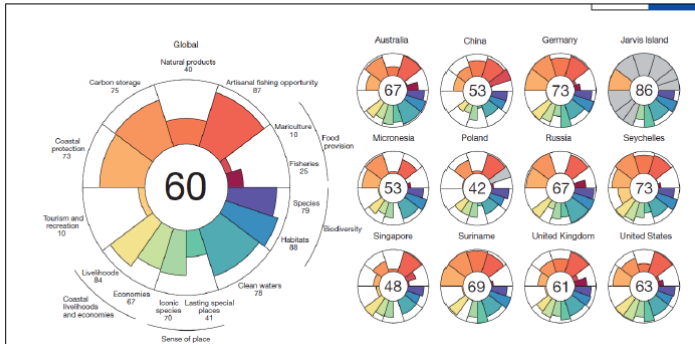 Global
Natural products
40
Carbon storage
75
Artisanal fishing opportunity
87
Coastal
protection
73
Mariculture
10
Food
provision
Fisheries
25
60
Species
79
Habitats
88
Biodiversity
Tourism and
recreation
10
Livelihoods
84
Coastal
livelihoods
and economies
Economies
67
Iconic
species
70
Lasting special
places
41
Clean waters
78
Sense of place
Australia
67
China
53
Germany
73
Jarvis Island
86
Micronesia
53
Poland
42
Russia
67
Seychelles
73
Singapore
48
Suriname
69
United Kingdom
61
United States
63